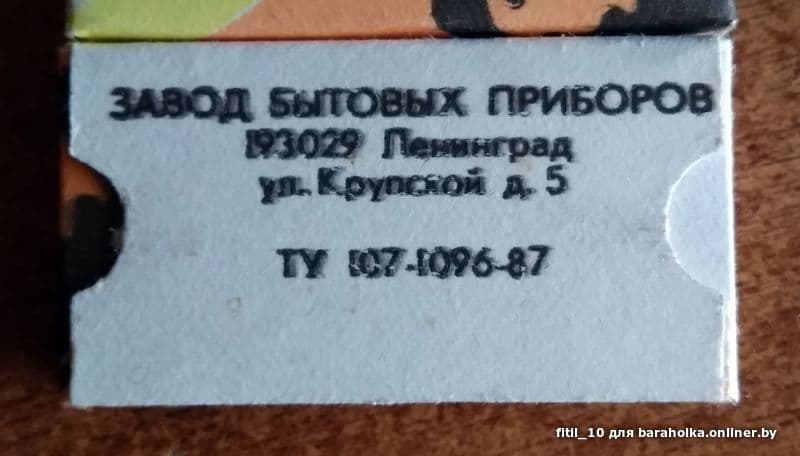 ЗАВОД БЫТОВЫХ ПРИБОРОВ
193029 Ленинград
ул. Крупской д. 5
ТУ 107-1096-87
fitil_10 для baraholka.onliner.by